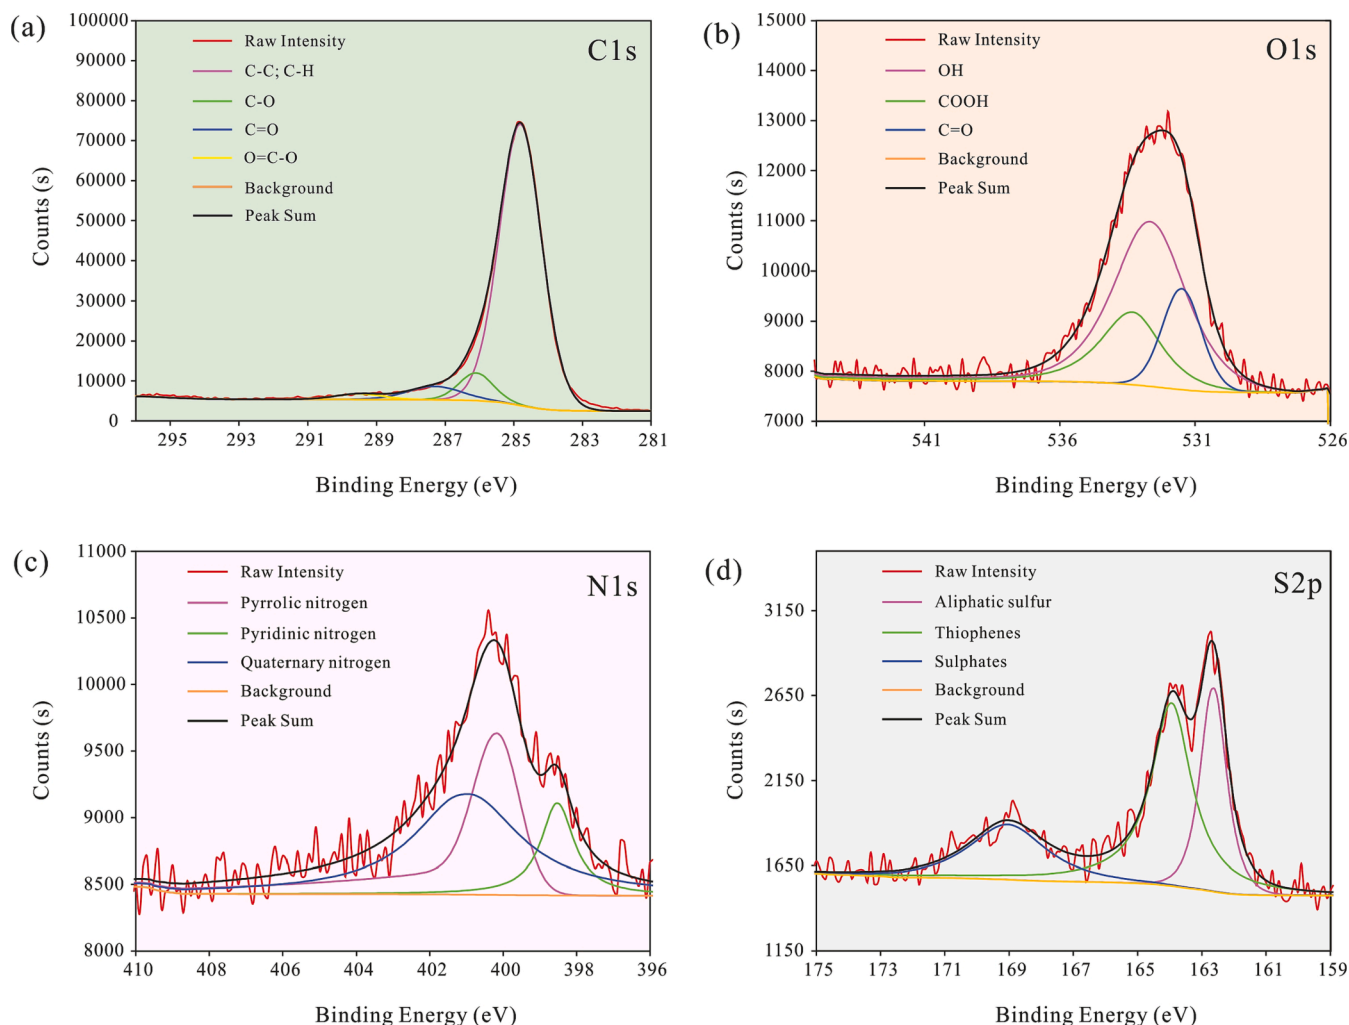 (a)
C1s
Raw Intensity
C-C; C-H
C-O
C=O
O=C-O
Background
Peak Sum
100000
90000
80000
70000
60000
50000
40000
30000
20000
10000
0
Counts (s)
295 293 291 289 287 285 283 281
Binding Energy (eV)
(b)
O1s
Raw Intensity
OH
COOH
C=O
Background
Peak Sum
15000
14000
13000
12000
11000
10000
9000
8000
7000
Counts (s)
541 536 531 526
Binding Energy (eV)
(c)
N1s
Raw Intensity
Pyrrolic nitrogen
Pyridinic nitrogen
Quaternary nitrogen
Background
Peak Sum
11000
10500
10000
9500
9000
8500
8000
Counts (s)
410 408 406 404 402 400 398 396
Binding Energy (eV)
(d)
S2p
Raw Intensity
Aliphatic sulfur
Thiophenes
Sulphates
Background
Peak Sum
3150
2650
2150
1650
1150
Counts (s)
175 173 171 169 167 165 163 161 159
Binding Energy (eV)